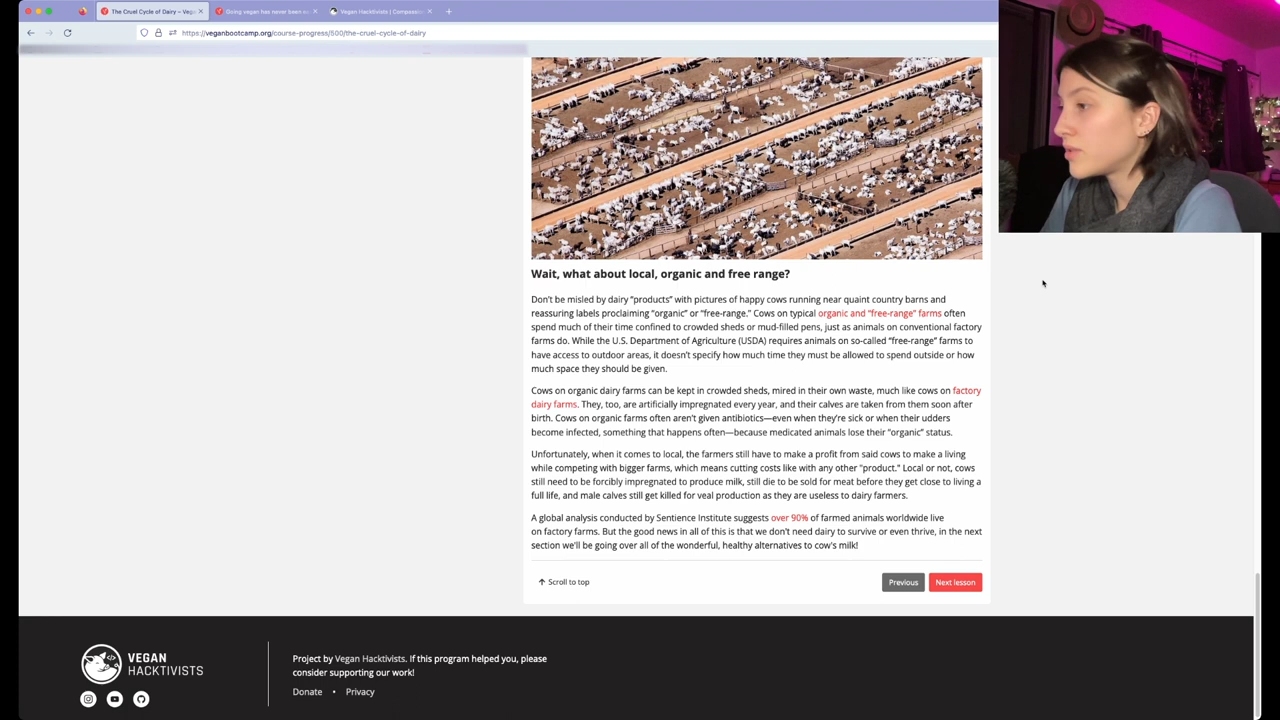 The Cruel Cycle of Dairy – Vega
Going vegan has never been
Vegan Hacktivists | Compassion
https://veganbootcamp.org/course-progress/500/the-cruel-cycle-of-dairy
Wait, what about local, organic and free range?
Don't be misled by dairy “products” with pictures of happy cows running near quaint country barns and
reassuring labels proclaiming “organic” or “free-range.” Cows on typical organic and “free-range” farms often
spend much of their time confined to crowded sheds or mud-filled pens, just as animals on conventional factory
farms do. While the U.S. Department of Agriculture (USDA) requires animals on so-called “free-range” farms to
have access to outdoor areas, it doesn't specify how much time they must be allowed to spend outside or how
much space they should be given.
Cows on organic dairy farms can be kept in crowded sheds, mired in their own waste, much like cows on factory
dairy farms. They, too, are artificially impregnated every year, and their calves are taken from them soon after
birth. Cows on organic farms often aren't given antibiotics—even when they're sick or when their udders
become infected, something that happens often—because medicated animals lose their “organic” status.
Unfortunately, when it comes to local, the farmers still have to make a profit from said cows to make a living
while competing with bigger farms, which means cutting costs like with any other "product." Local or not, cows
still need to be forcibly impregnated to produce milk, still die to be sold for meat before they get close to living a
full life, and male calves still get killed for veal production as they are useless to dairy farmers.
A global analysis conducted by Sentience Institute suggests over 90% of farmed animals worldwide live
on factory farms. But the good news in all of this is that we don't need dairy to survive or even thrive, in the next
section we'll be going over all of the wonderful, healthy alternatives to cow's milk!
Scroll to top
Previous
Next lesson
VEGAN
HACKTIVISTS
Project by Vegan Hacktivists. If this program helped you, please
consider supporting our work!
Donate • Privacy